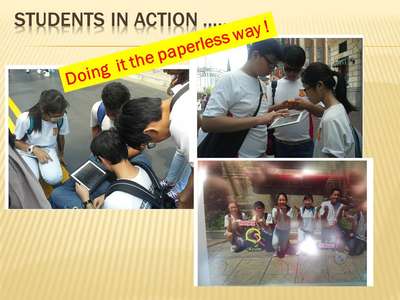 STUDENTS IN ACTION .....
Doing it the paperless way !